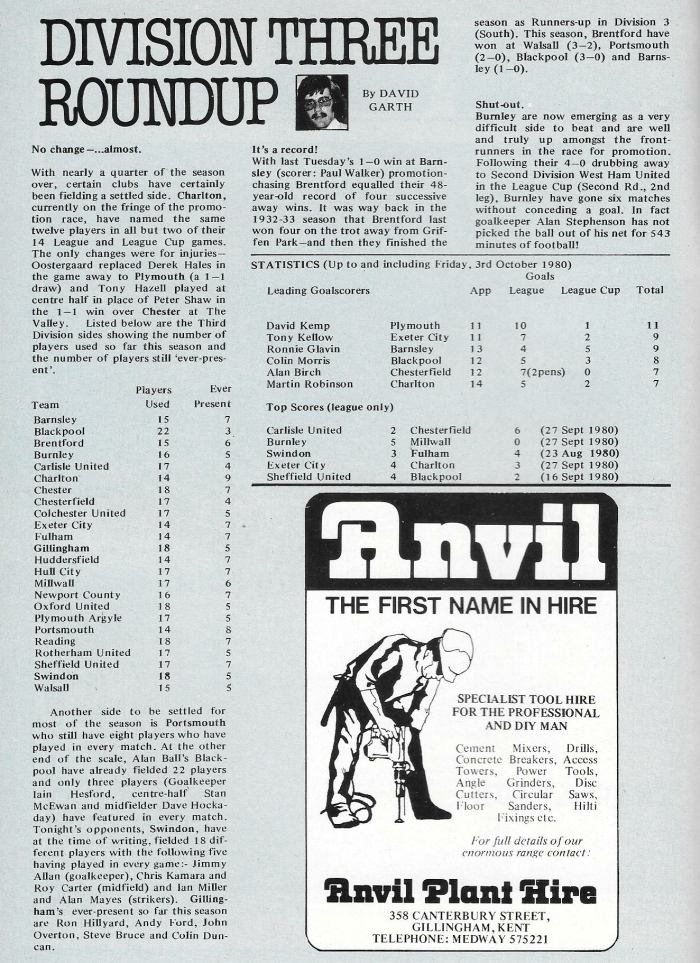 DIVISION THREE
ROUNDUP
By DAVID
GARTH
No change—...almost.
With nearly a quarter of the season
over, certain clubs have certainly
been fielding a settled side. Charlton,
currently on the fringe of the promo-
tion race, have named the same
twelve players in all but two of their
14 League and League Cup games.
The only changes were for injuries—
Oostergaard replaced Derek Hales in
the game away to Plymouth (a 1—1
draw) and Tony Hazell played at
centre half in place of Peter Shaw in
the 1—1 win over Chester at The
Valley. Listed below are the Third
Division sides showing the number of
players used so far this season and
the number of players still 'ever-pres-
ent'.
Players Ever
Team Used Present
Barnsley 15 7
Blackpool 22 3
Brentford 15 6
Burnley 16 5
Carlisle United 17 4
Charlton 14 9
Chester 18 7
Chesterfield 17 4
Colchester United 17 5
Exeter City 14 7
Fulham 14 7
Gillingham 18 5
Huddersfield 14 7
Hull City 17 7
Millwall 17 6
Newport County 16 7
Oxford United 18 5
Plymouth Argyle 17 5
Portsmouth 14 8
Reading 18 7
Rotherham United 17 5
Sheffield United 17 7
Swindon 18 5
Walsall 15 5
Another side to be settled for
most of the season is Portsmouth
who still have eight players who have
played in every match. At the other
end of the scale, Alan Ball's Black-
pool have already fielded 22 players
and only three players (Goalkeeper
Iain Hesford, centre-half Stan
McEwan and midfielder Dave Hocka-
day) have featured in every match.
Tonight's opponents, Swindon, have
at the time of writing, fielded 18 dif-
ferent players with the following five
having played in every game:- Jimmy
Allan (goalkeeper), Chris Kamara and
Roy Carter (midfield) and Ian Miller
and Alan Mayes (strikers). Gilling-
ham's ever-present so far this season
are Ron Hillyard, Andy Ford, John
Overton, Steve Bruce and Colin Dun-
can.
It's a record!
With last Tuesday's 1—0 win at Barn-
sley (scorer: Paul Walker) promotion-
chasing Brentford equalled their 48-
year-old record of four successive
away wins. It was way back in the
1932-33 season that Brentford last
won four on the trot away from Grif-
fen Park—and then they finished the
season as Runners-up in Division 3
(South). This season, Brentford have
won at Walsall (3—2), Portsmouth
(2—0), Blackpool (3—0) and Barns-
ley (1—0).
Shut-out.
Burnley are now emerging as a very
difficult side to beat and are well
and truly up amongst the front-
runners in the race for promotion.
Following their 4—0 drubbing away
to Second Division West Ham United
in the League Cup (Second Rd., 2nd
leg), Burnley have gone six matches
without conceding a goal. In fact
goalkeeper Alan Stephenson has not
picked the ball out of his net for 543
minutes of football!
STATISTICS (Up to and including Friday, 3rd October 1980)
Goals
Leading Goalscorers App League League Cup Total
David Kemp Plymouth 11 10 1 11
Tony Kellow Exeter City 11 7 2 9
Ronnie Glavin Barnsley 13 4 5 9
Colin Morris Blackpool 12 5 3 8
Alan Birch Chesterfield 12 7(2pens) 0 7
Martin Robinson Charlton 14 5 2 7
Top Scores (league only)
Carlisle United 2 Chesterfield 6 (27 Sept 1980)
Burnley 5 Millwall 0 (27 Sept 1980)
Swindon 3 Fulham 4 (23 Aug 1980)
Exeter City 4 Charlton 3 (27 Sept 1980)
Sheffield United 4 Blackpool 2 (16 Sept 1980)
Anvil
THE FIRST NAME IN HIRE
SPECIALIST TOOL HIRE
FOR THE PROFESSIONAL
AND DIY MAN
Cement Mixers, Drills,
Concrete Breakers, Access
Towers, Power Tools,
Angle Grinders, Disc
Cutters, Circular Saws,
Floor Sanders, Hilti
Fixings etc.
For full details of our
enormous range contact:
Anvil Plant Hire
358 CANTERBURY STREET,
GILLINGHAM, KENT
TELEPHONE: MEDWAY 575221